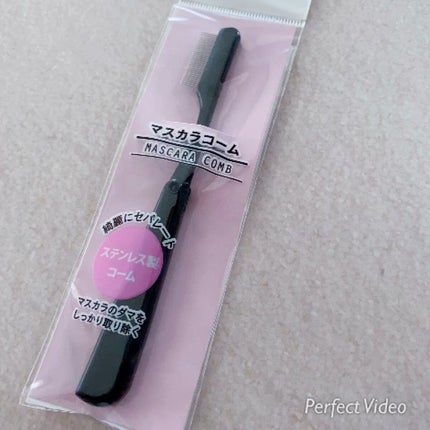 マスカラコーム
MASCARA COMB
綺麗にセパレート
ステンレス製
コーム
マスカラのダマを
しっかり取り除く
Perfect Video